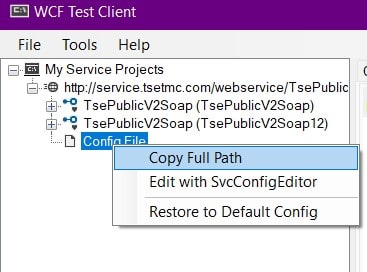 WCF Test Client
File Tools Help
My Service Projects
http://service.tsetmc.com/webservice/TsePublic
TsePublicV2Soap (TsePublicV2Soap)
TsePublicV2Soap (TsePublicV2Soap12)
Config File
Copy Full Path
Edit with SvcConfigEditor
Restore to Default Config